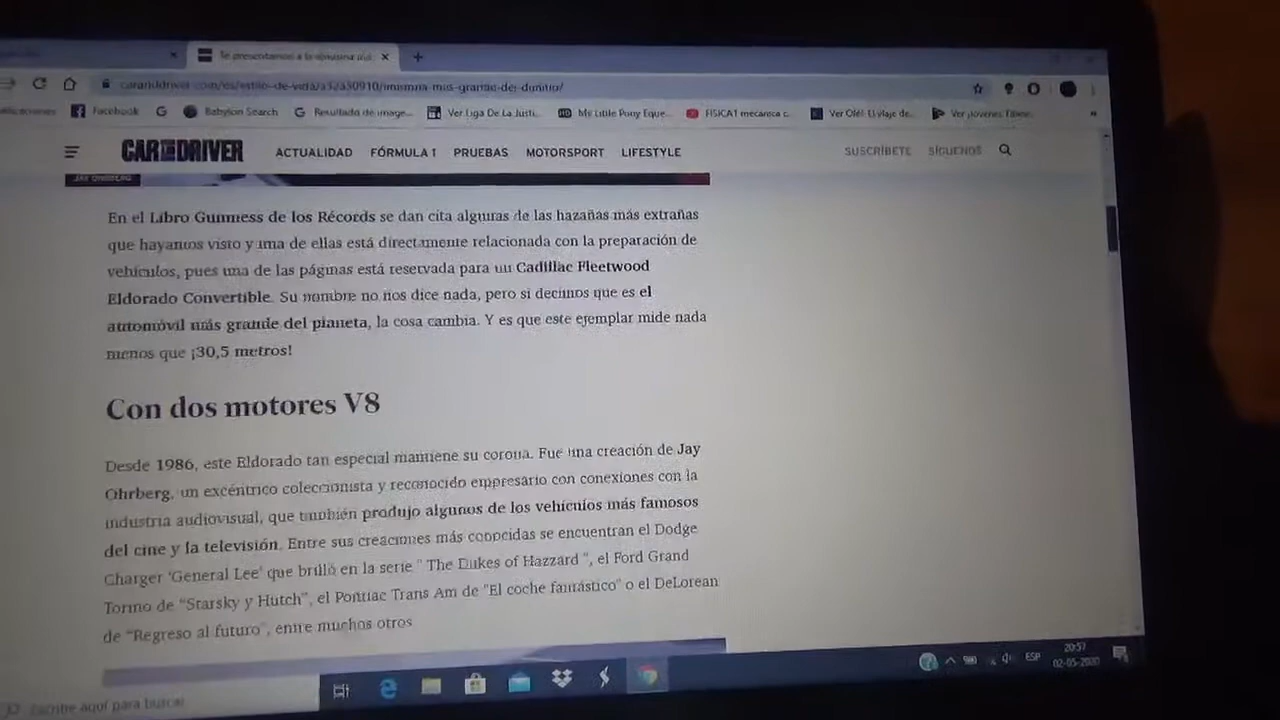 Te presentamos a la limusina más
caranddriver.com/es/estilo-de-vida/a32350910/limusina-mas-grande-del-mundo/
Facebook
Babylon Search
Resultado de image...
Ver Liga De La Justi...
My Little Pony Eque...
FISICA1 mecanica c...
Ver Olé! El viaje de...
Ver Jóvenes Titane...
»
CAR AND DRIVER
ACTUALIDAD
FÓRMULA 1
PRUEBAS
MOTORSPORT
LIFESTYLE
SUSCRÍBETE
SÍGUENOS
JAY OHRBERG
En el Libro Guinness de los Récords se dan cita algunas de las hazañas más extrañas
que hayamos visto y una de ellas está directamente relacionada con la preparación de
vehículos, pues una de las páginas está reservada para un Cadillac Fleetwood
Eldorado Convertible. Su nombre no nos dice nada, pero si decimos que es el
automóvil más grande del planeta, la cosa cambia. Y es que este ejemplar mide nada
menos que ¡30,5 metros!
Con dos motores V8
Desde 1986, este Eldorado tan especial mantiene su corona. Fue una creación de Jay
Ohrberg, un excéntrico coleccionista y reconocido empresario con conexiones con la
industria audiovisual, que también produjo algunos de los vehículos más famosos
del cine y la televisión. Entre sus creaciones más conocidas se encuentran el Dodge
Charger 'General Lee' que brilló en la serie " The Dukes of Hazzard ", el Ford Grand
Torino de "Starsky y Hutch", el Pontiac Trans Am de "El coche fantástico" o el DeLorean
de "Regreso al futuro", entre muchos otros
Escribe aquí para buscar
ESP
20:57
02-05-2020